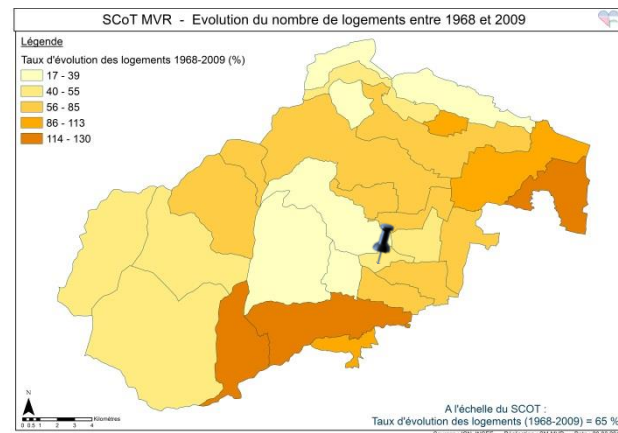 SCoT MVR - Evolution du nombre de logements entre 1968 et 2009
Légende
Taux d'évolution des logements 1968-2009 (%)
17 - 39
40 - 55
56 - 85
86 - 113
114 - 130
N
0 0.5 1 2 3 4
Kilomètres
A l'échelle du SCOT :
Taux d'évolution des logements (1968-2009) = 65 %